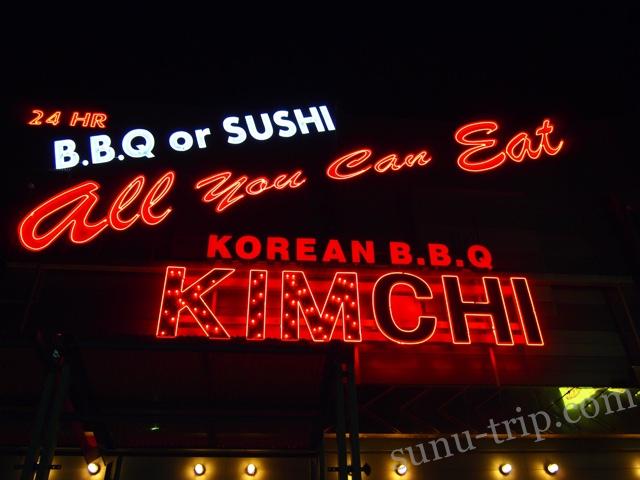 24 HR
B.B.Q or SUSHI
All You Can Eat
KOREAN B.B.Q
KIMCHI
sunu-trip.com